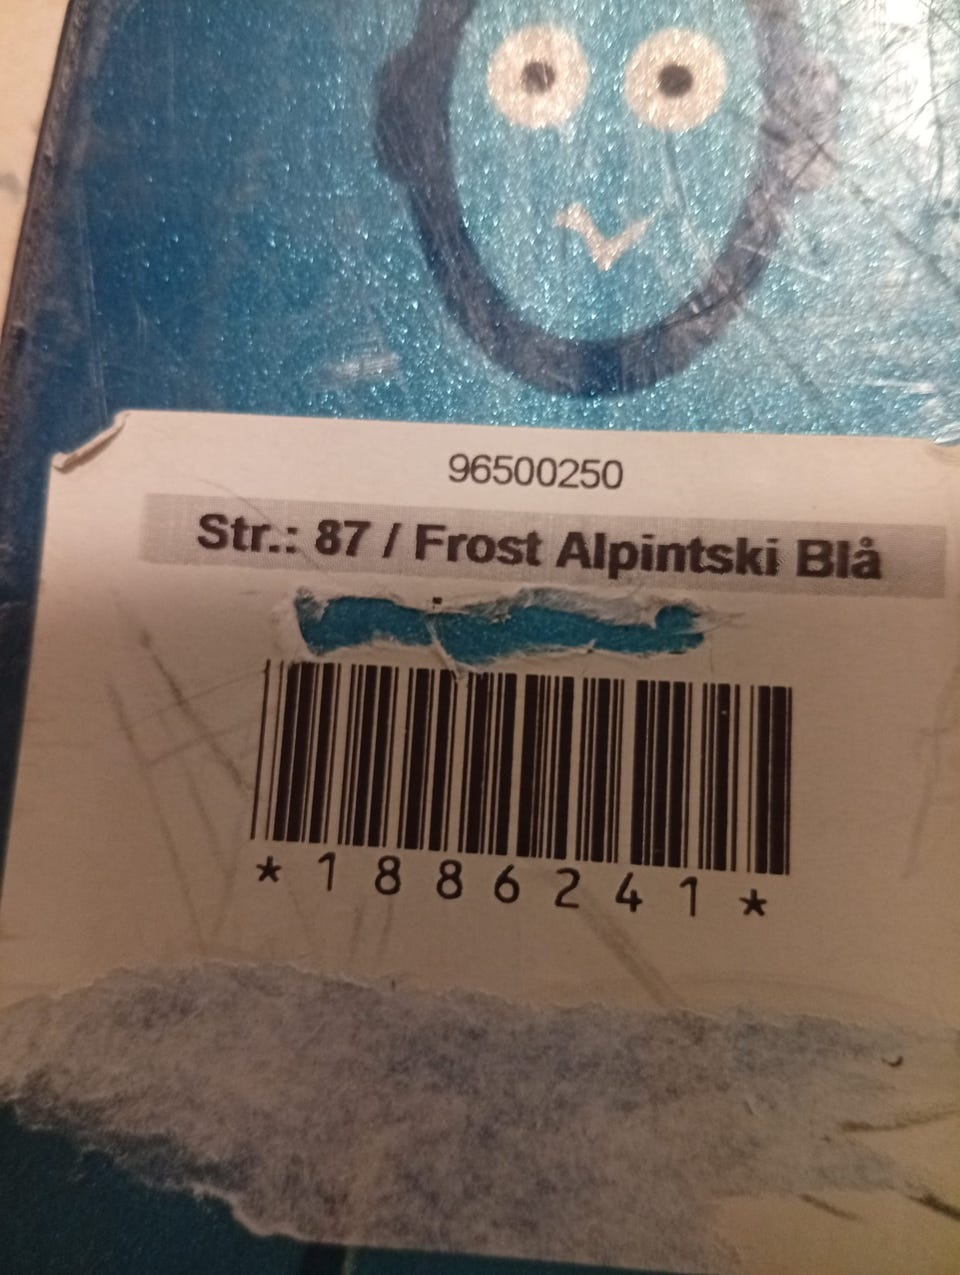 96500250
Str.: 87 / Frost Alpintski Blå
*1886241*